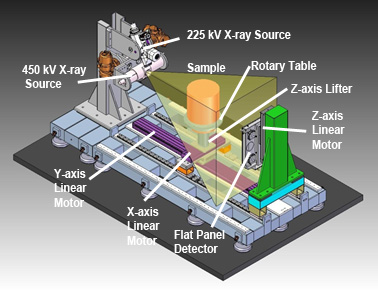 225 kV X-ray Source
450 kV X-ray
Source
Sample
Rotary Table
Z-axis Lifter
Z-axis
Linear
Motor
Y-axis
Linear
Motor
X-axis
Linear
Motor
Flat Panel
Detector